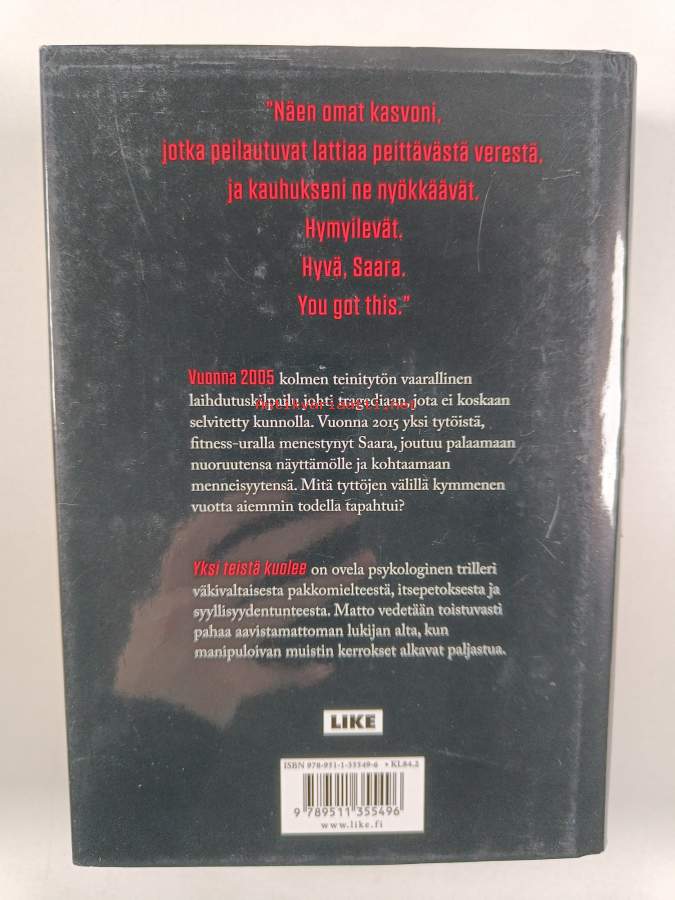 "Näen omat kasvoni,
jotka peilautuvat lattiaa peittävästä verestä,
ja kauhukseni ne nyökkäävät.
Hymyilevät.
Hyvä, Saara.
You got this."
Vuonna 2005 kolmen teinitytön vaarallinen
laihdutuskilpailu johti tragediaan, jota ei koskaan
Antikvariaatti.net
selvitetty kunnolla. Vuonna 2015 yksi tytöistä,
fitness-uralla menestynyt Saara, joutuu palaamaan
nuoruutensa näyttämölle ja kohtaamaan
menneisyytensä. Mitä tyttöjen välillä kymmenen
vuotta aiemmin todella tapahtui?
Yksi teistä kuolee on ovela psykologinen trilleri
väkivaltaisesta pakkomielteestä, itsepetoksesta ja
syyllisyydentunteesta. Matto vedetään toistuvasti
pahaa aavistamattoman lukijan alta, kun
manipuloivan muistin kerrokset alkavat paljastua.
LIKE
ISBN 978-951-1-35549-6 • KL84.2
9 789511 355496
www.like.fi